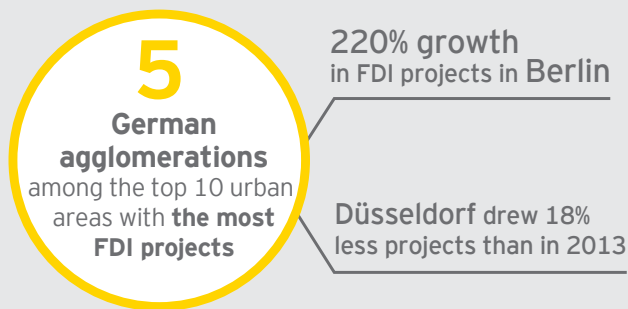 5
German
agglomerations
among the top 10 urban
areas with the most
FDI projects
220% growth
in FDI projects in Berlin
Düsseldorf drew 18%
less projects than in 2013